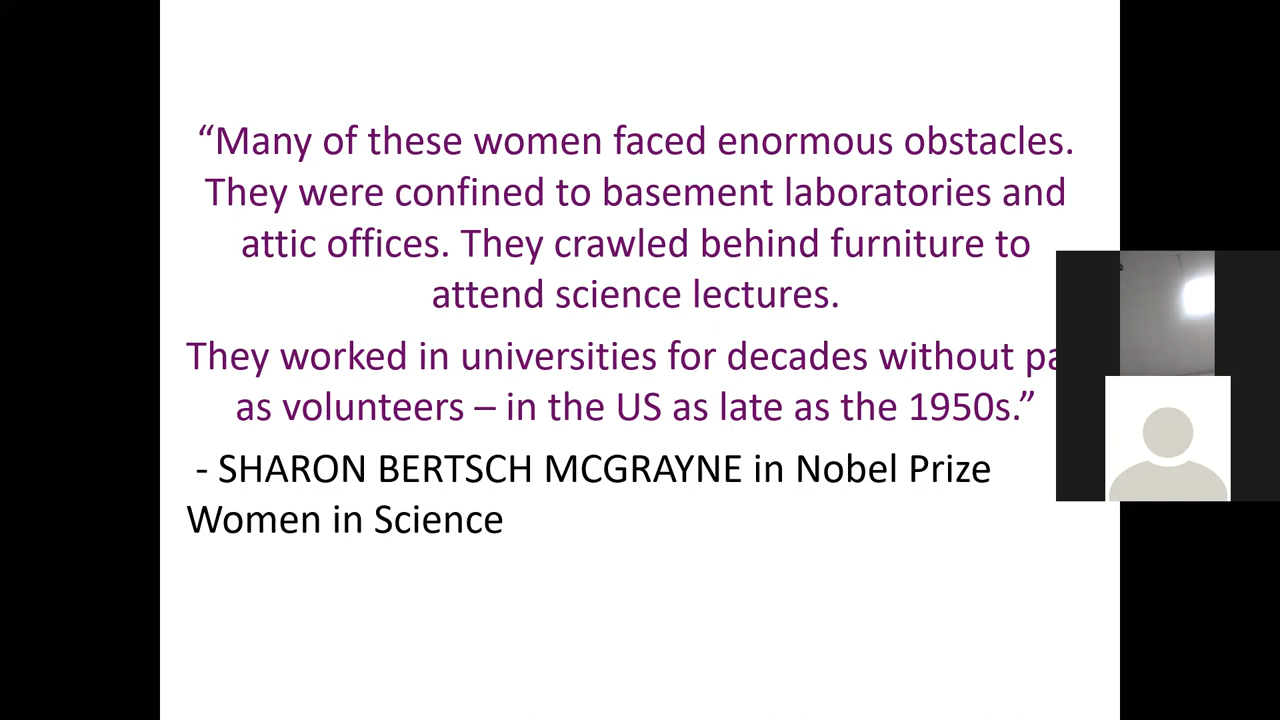 “Many of these women faced enormous obstacles.
They were confined to basement laboratories and
attic offices. They crawled behind furniture to
attend science lectures.
They worked in universities for decades without
as volunteers – in the US as late as the 1950s.”
- SHARON BERTSCH MCGRAYNE in Nobel Prize
Women in Science